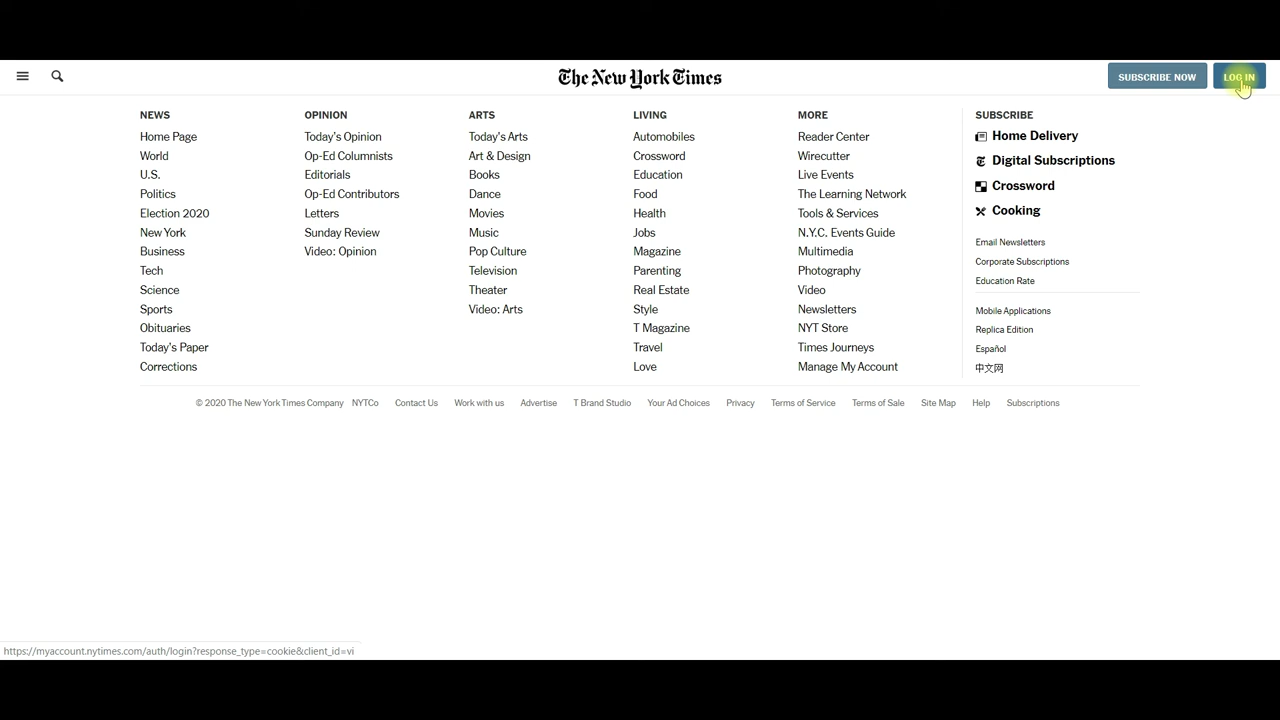 The New York Times
SUBSCRIBE NOW
LOG IN
NEWS
Home Page
World
U.S.
Politics
Election 2020
New York
Business
Tech
Science
Sports
Obituaries
Today's Paper
Corrections
OPINION
Today's Opinion
Op-Ed Columnists
Editorials
Op-Ed Contributors
Letters
Sunday Review
Video: Opinion
ARTS
Today's Arts
Art & Design
Books
Dance
Movies
Music
Pop Culture
Television
Theater
Video: Arts
LIVING
Automobiles
Crossword
Education
Food
Health
Jobs
Magazine
Parenting
Real Estate
Style
T Magazine
Travel
Love
MORE
Reader Center
Wirecutter
Live Events
The Learning Network
Tools & Services
N.Y.C. Events Guide
Multimedia
Photography
Video
Newsletters
NYT Store
Times Journeys
Manage My Account
SUBSCRIBE
Home Delivery
Digital Subscriptions
Crossword
Cooking
Email Newsletters
Corporate Subscriptions
Education Rate
Mobile Applications
Replica Edition
Español
中文网
© 2020 The New York Times Company NYTCo Contact Us Work with us Advertise T Brand Studio Your Ad Choices Privacy Terms of Service Terms of Sale Site Map Help Subscriptions
https://myaccount.nytimes.com/auth/login?response_type=cookie&client_id=vi